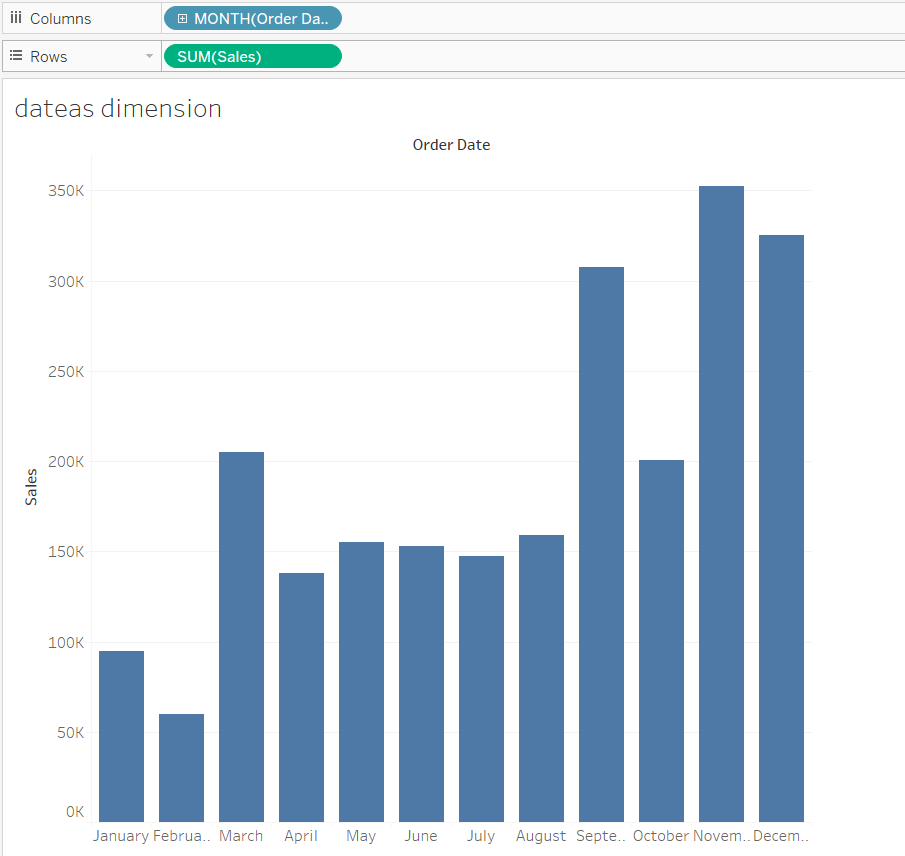 Columns MONTH(Order Da..
Rows SUM(Sales)
dateas dimension
Order Date
350K
300K
250K
200K
150K
100K
50K
0K
Sales
January Februa.. March April May June July August Septe.. October Novem.. Decem..